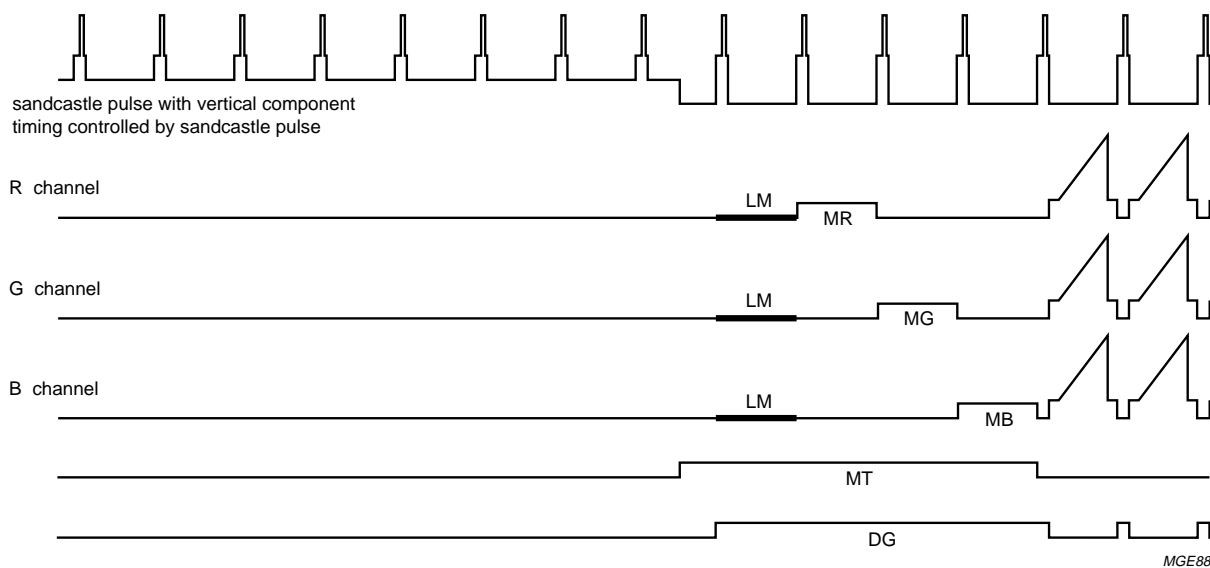 sandcastle pulse with vertical component
timing controlled by sandcastle pulse
R channel
LM
MR
G channel
LM
MG
B channel
LM
MB
MT
DG
MGE88